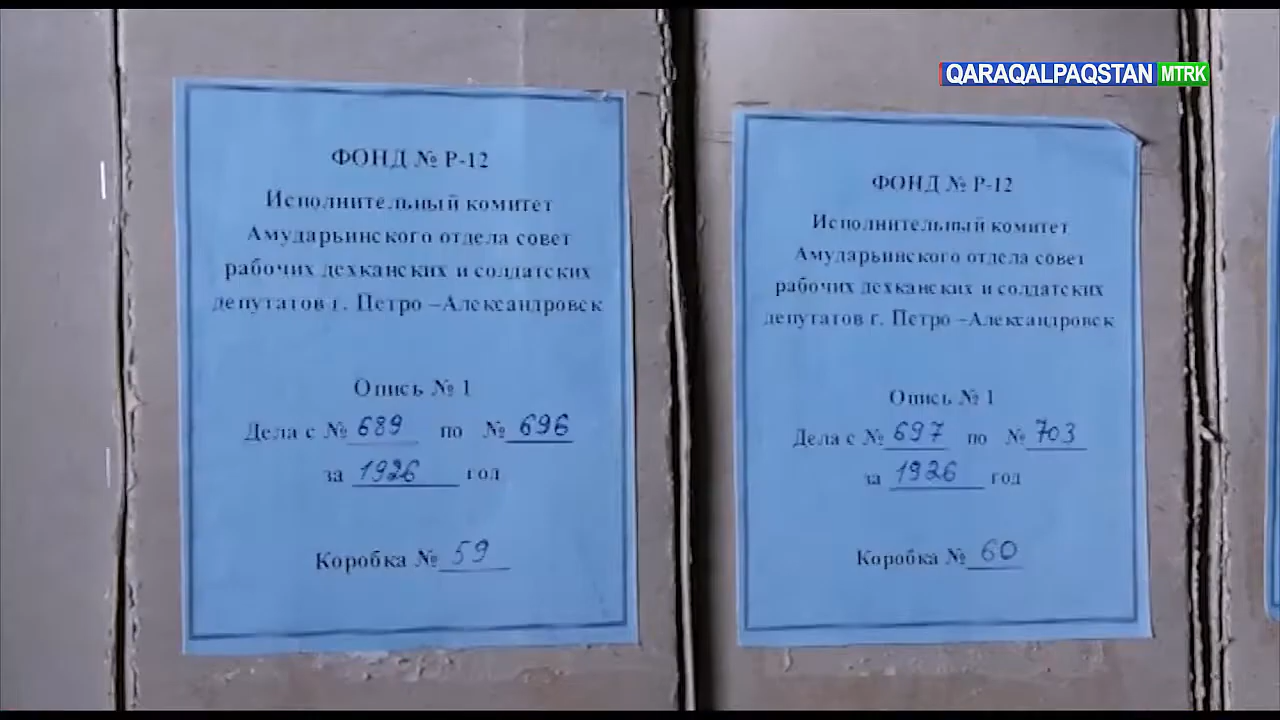 QARAQALPAQSTAN MTRK
ФОНД № Р-12
Исполнительный комитет
Амударьинского отдела совет
рабочих дехканских и солдатских
депутатов г. Петро –Александровск
Опись № 1
Дела с № 689 по № 696
за 1926 год
Коробка № 59
ФОНД № Р-12
Исполнительный комитет
Амударьинского отдела совет
рабочих дехканских и солдатских
депутатов г. Петро –Александровск
Опись № 1
Дела с № 697 по № 703
за 1926 год
Коробка № 60